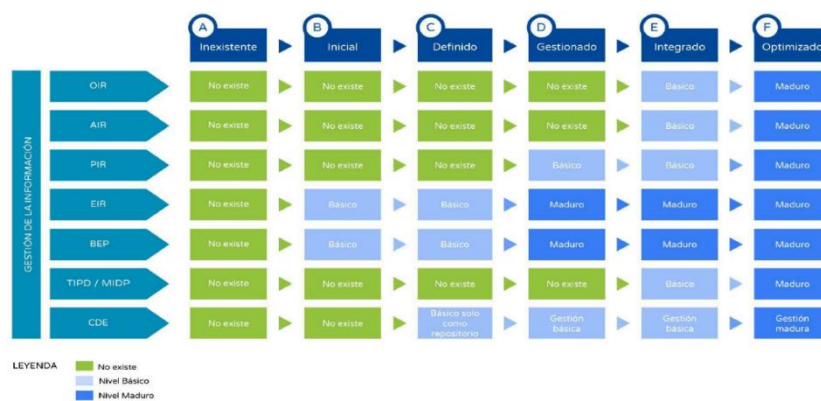 A B C D E F
Inexistente Inicial Definido Gestionado Integrado Optimizado
GESTIÓN DE LA INFORMACIÓN
OIR No existe No existe No existe No existe Básico Maduro
AIR No existe No existe No existe No existe Básico Maduro
PIR No existe No existe No existe Básico Básico Maduro
EIR No existe Básico Básico Maduro Maduro Maduro
BEP No existe Básico Básico Maduro Maduro Maduro
TIPD / MIDP No existe No existe No existe No existe Básico Maduro
CDE No existe No existe Básico solo como repositorio Gestión básica Gestión básica Gestión madura
LEYENDA
No existe
Nivel Básico
Nivel Maduro